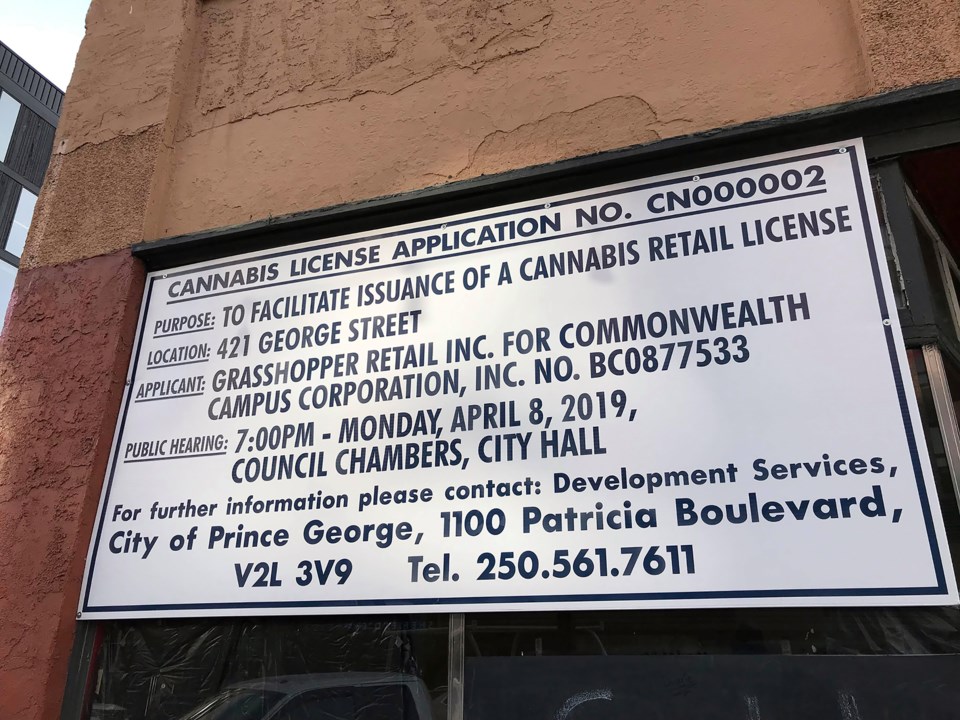 CANNABIS LICENSE APPLICATION NO. CN000002
PURPOSE: TO FACILITATE ISSUANCE OF A CANNABIS RETAIL LICENSE
LOCATION: 421 GEORGE STREET
APPLICANT: GRASSHOPPER RETAIL INC. FOR COMMONWEALTH
CAMPUS CORPORATION, INC. NO. BC0877533
PUBLIC HEARING: 7:00PM - MONDAY, APRIL 8, 2019,
COUNCIL CHAMBERS, CITY HALL
For further information please contact: Development Services,
City of Prince George, 1100 Patricia Boulevard,
V2L 3V9 Tel. 250.561.7611